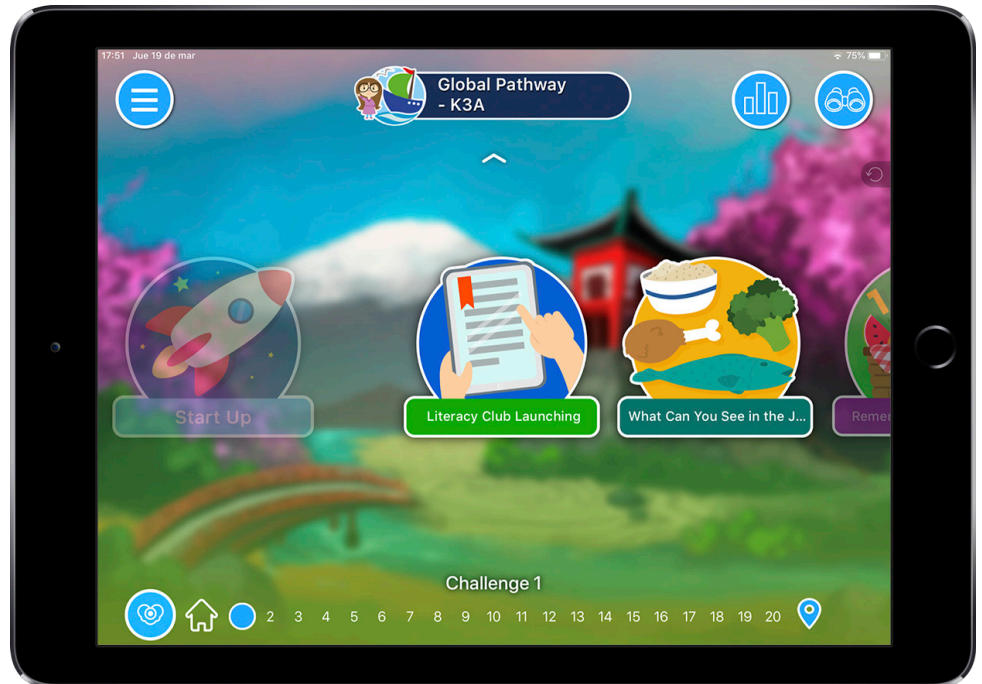 17:51 Jue 19 de mar
75%
Global Pathway
- K3A
Start Up
Literacy Club Launching
What Can You See in the J...
Remer
Challenge 1
2 3 4 5 6 7 8 9 10 11 12 13 14 15 16 17 18 19 20